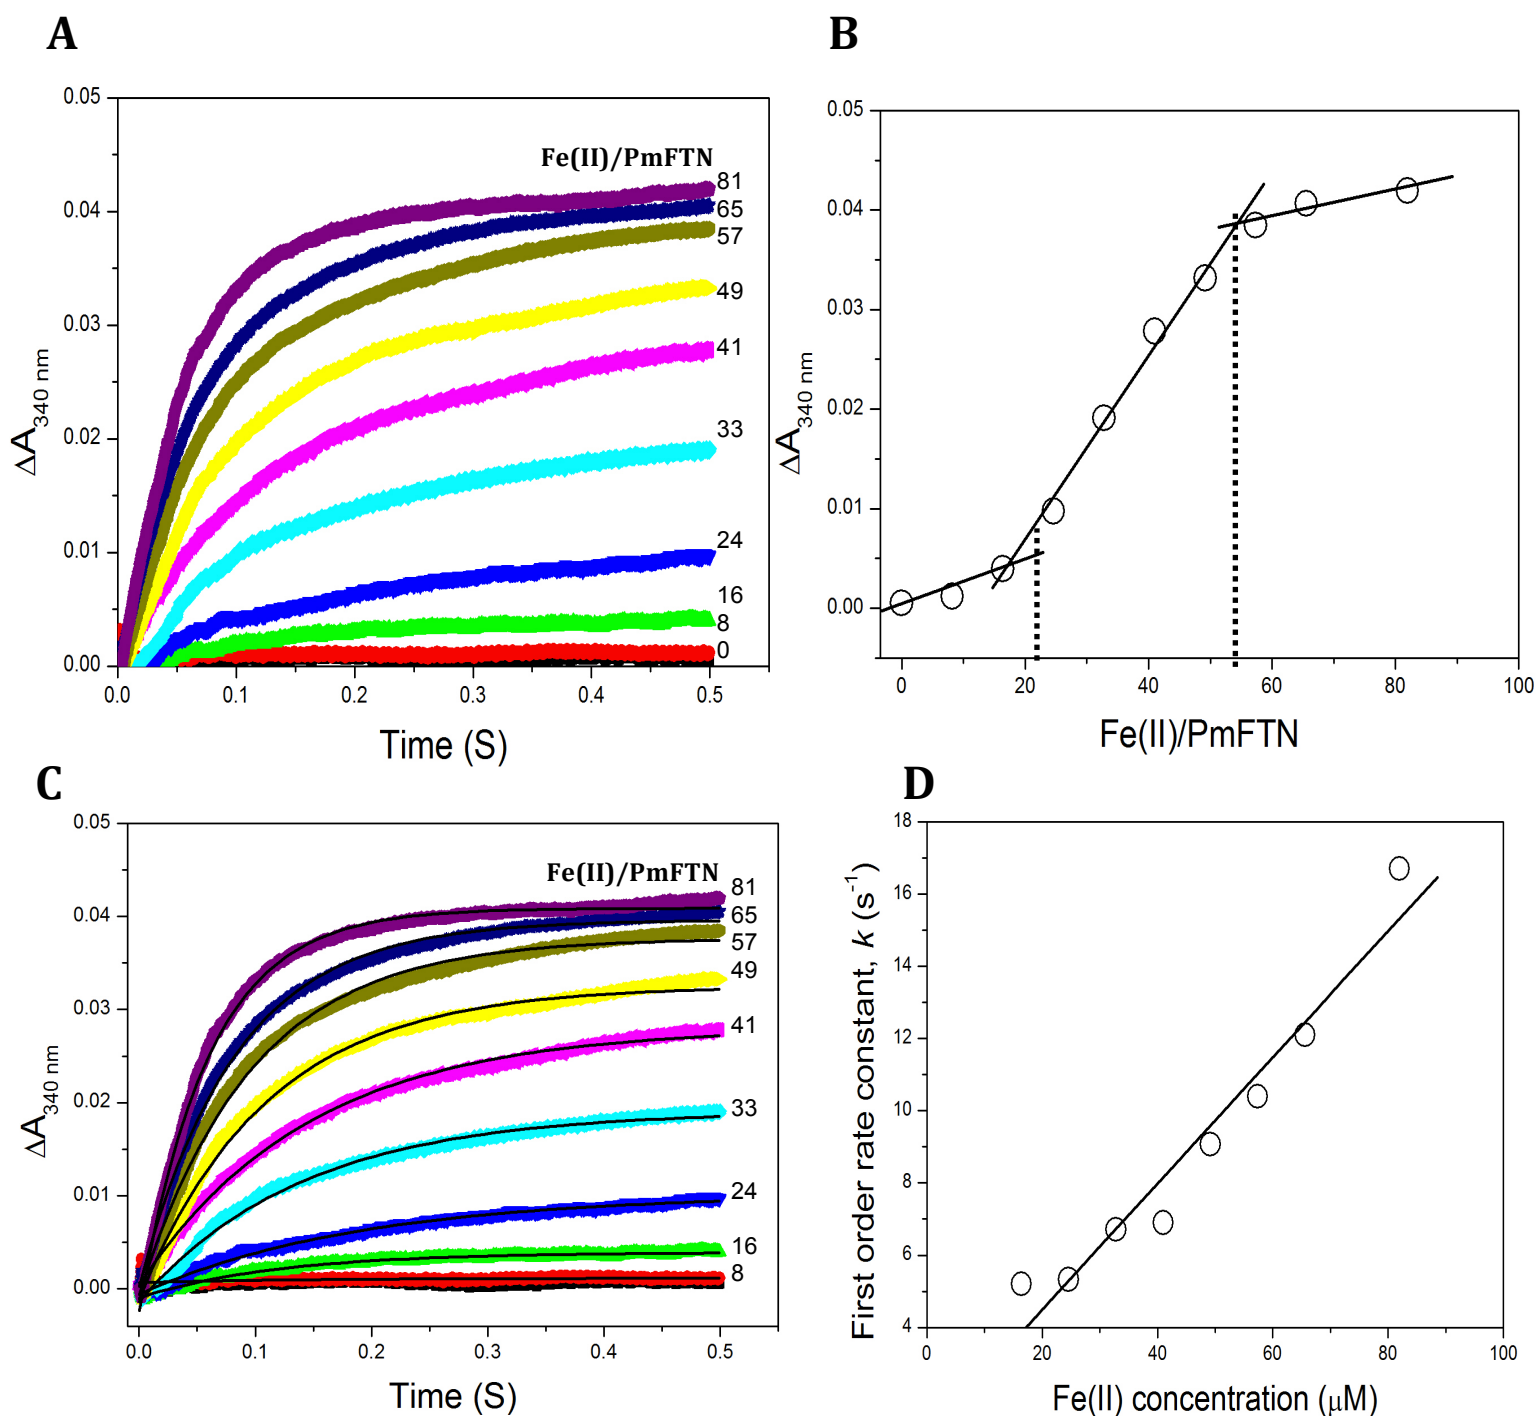 A
0.05
0.04
0.03
0.02
0.01
0.00
ΔA340 nm
Fe(II)/PmFTN
81
65
57
49
41
33
24
16
8
0
0.0 0.1 0.2 0.3 0.4 0.5
Time (S)
B
0.05
0.04
0.03
0.02
0.01
0.00
ΔA340 nm
0 20 40 60 80 100
Fe(II)/PmFTN
C
0.05
0.04
0.03
0.02
0.01
0.00
ΔA340 nm
Fe(II)/PmFTN
81
65
57
49
41
33
24
16
8
0.0 0.1 0.2 0.3 0.4 0.5
Time (S)
D
18
16
14
12
10
8
6
4
First order rate constant, k (s-1)
0 20 40 60 80 100
Fe(II) concentration (μM)